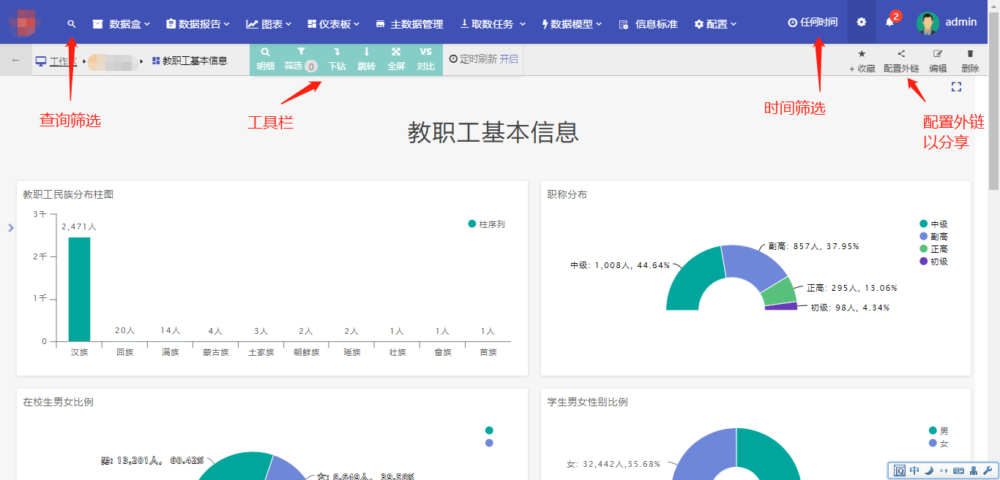 数据盒 数据报告 图表 仪表板 主数据管理 取数任务 数据模型 信息标准 配置 任何时间 2 admin
工作区 教职工基本信息 明细 筛选 0 下钻 跳转 全屏 VS 对比 定时刷新 开启 + 收藏 配置外链 编辑 删除
查询筛选
工具栏
时间筛选
配置外链
以分享
教职工基本信息
教职工民族分布柱图
3千
2千
1千
0
2,471人 20人 14人 4人 3人 2人 2人 1人 1人 1人
汉族 回族 满族 蒙古族 土家族 朝鲜族 瑶族 壮族 畲族 苗族
柱序列
职称分布
中级: 1,008人, 44.64%
副高: 857人, 37.95%
正高: 295人, 13.06%
初级: 98人, 4.34%
中级
副高
正高
初级
在校生男女比例
男: 13,201人, 60.42%
女: 8,649人, 39.58%
学生男女性别比例
女: 32,442人,35.68%
男
女
中